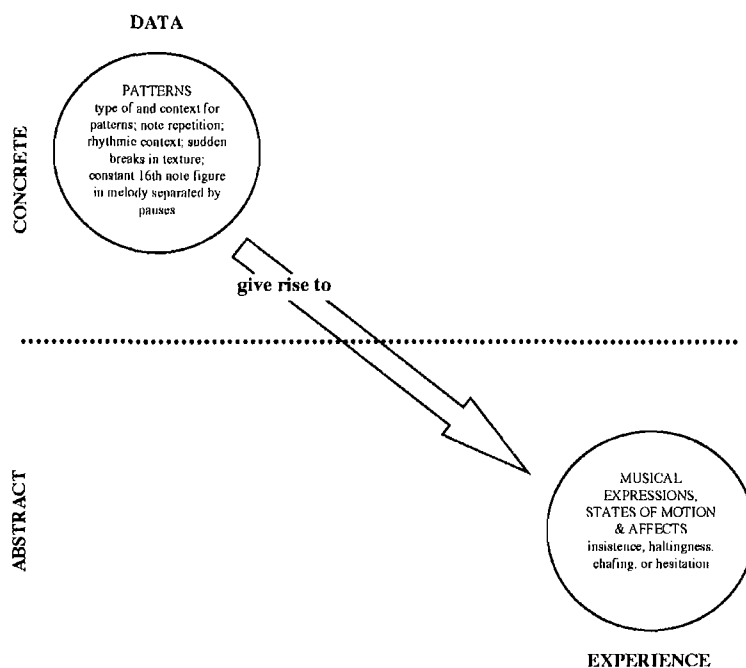 DATA
CONCRETE
PATTERNS
type of and context for
patterns; note repetition;
rhythmic context; sudden
breaks in texture;
constant 16th note figure
in melody separated by
pauses
give rise to
ABSTRACT
MUSICAL
EXPRESSIONS,
STATES OF MOTION
& AFFECTS
insistence, haltingness,
chafing, or hesitation
EXPERIENCE